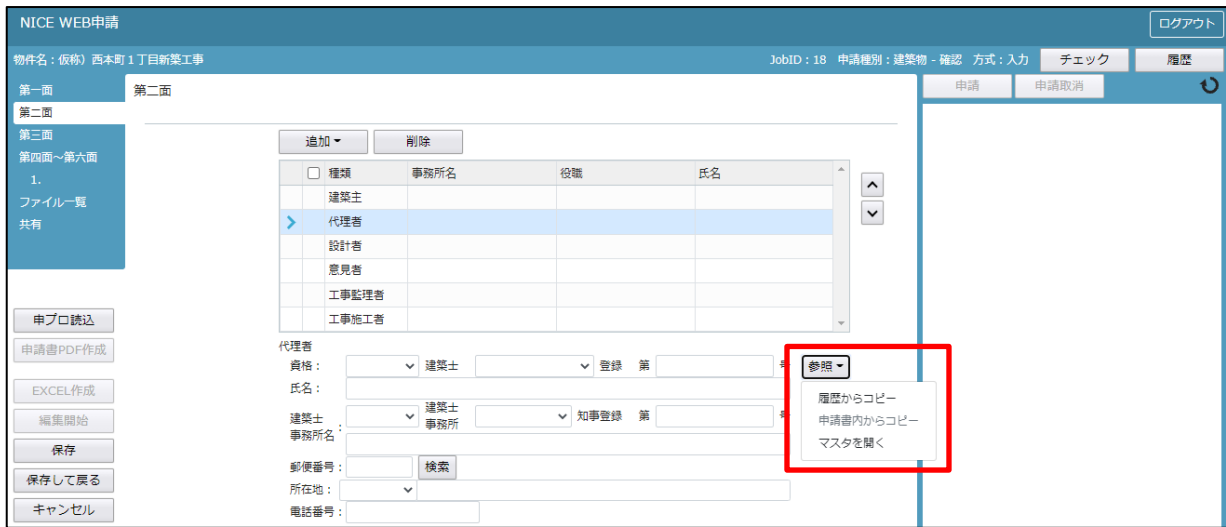 NICE WEB申請 ログアウト
物件名：仮称）西本町１丁目新築工事 JobID：18 申請種別：建築物 - 確認 方式：入力 チェック 履歴
第一面
第二面
第三面
第四面～第六面
1.
ファイル一覧
共有
申プロ読込
申請書PDF作成
EXCEL作成
編集開始
保存
保存して戻る
キャンセル
第二面
追加 削除
種類 事務所名 役職 氏名
建築主
代理者
設計者
意見者
工事監理者
工事施工者
代理者
資格： 建築士 登録 第 号 参照
氏名：
建築士事務所名： 建築士事務所 知事登録 第 号
郵便番号： 検索
所在地：
電話番号：
履歴からコピー
申請書内からコピー
マスタを開く
申請 申請取消